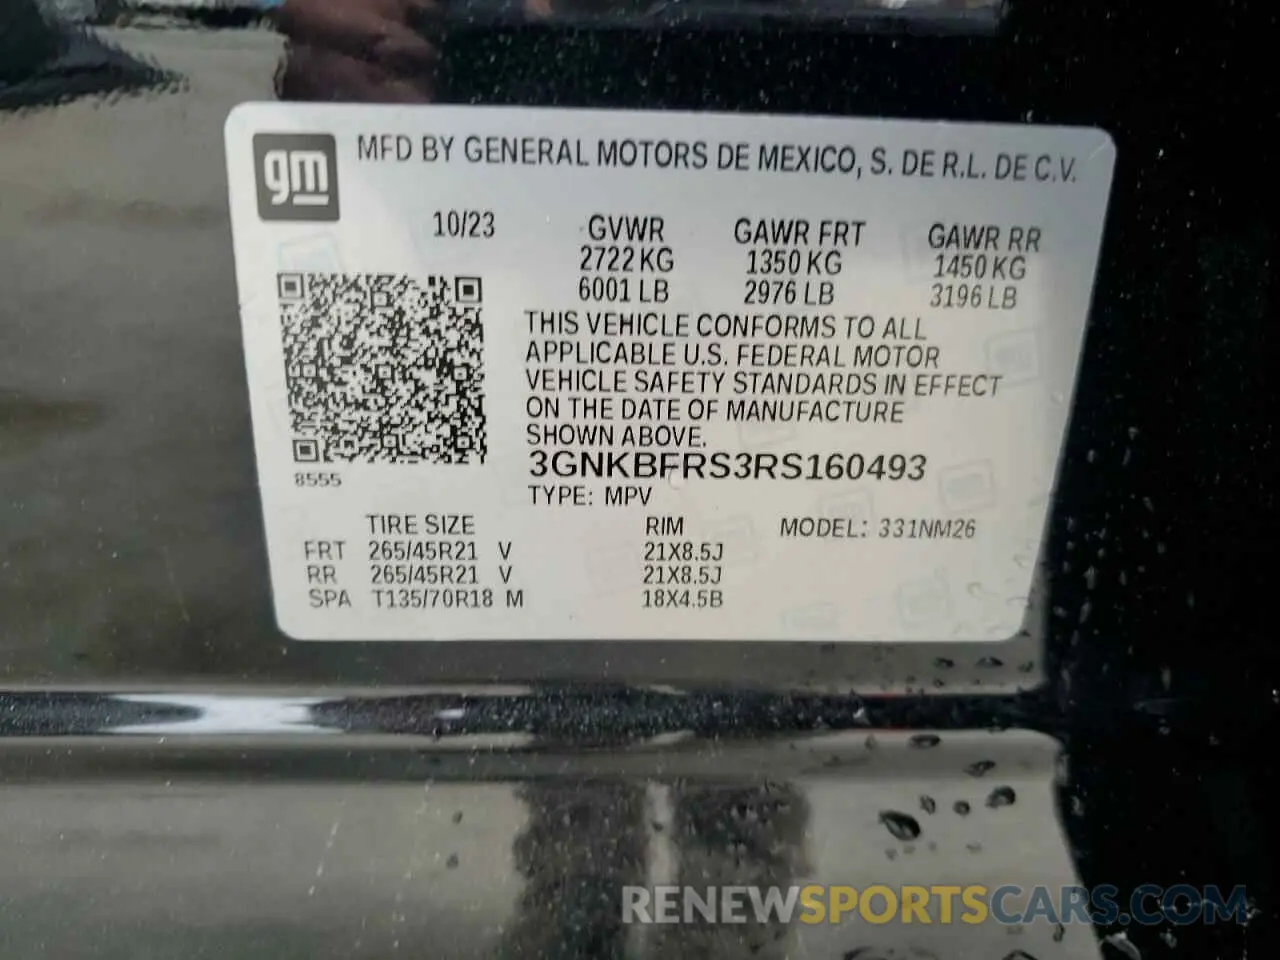 gm
MFD BY GENERAL MOTORS DE MEXICO, S. DE R.L. DE C.V.
10/23 GVWR GAWR FRT GAWR RR
2722 KG 1350 KG 1450 KG
6001 LB 2976 LB 3196 LB
THIS VEHICLE CONFORMS TO ALL
APPLICABLE U.S. FEDERAL MOTOR
VEHICLE SAFETY STANDARDS IN EFFECT
ON THE DATE OF MANUFACTURE
SHOWN ABOVE.
3GNKBFRS3RS160493
8555
TYPE: MPV
TIRE SIZE RIM MODEL: 331NM26
FRT 265/45R21 V 21X8.5J
RR 265/45R21 V 21X8.5J
SPA T135/70R18 M 18X4.5B
RENEWSPORTSCARS.COM